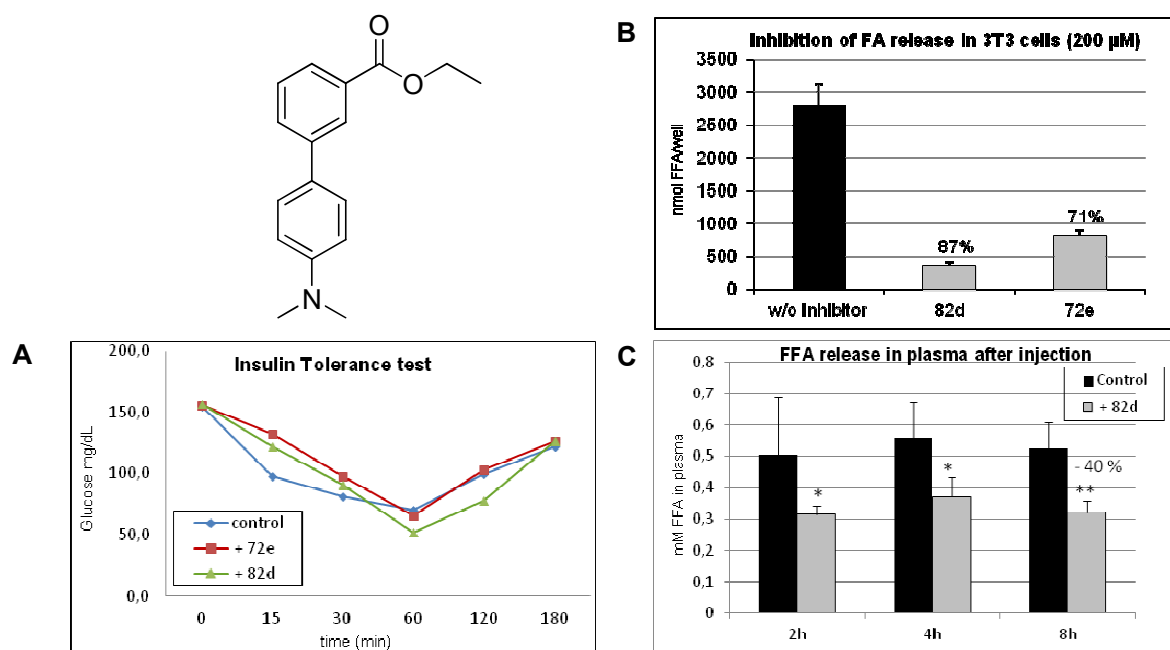 O
O
N
B
Inhibition of FA release in 3T3 cells (200 µM)
nmol FFA/well
3500
3000
2500
2000
1500
1000
500
0
87%
71%
w/o Inhibitor
82d
72e
A
Insulin Tolerance test
Glucose mg/dL
200,0
150,0
100,0
50,0
0,0
control
+ 72e
+ 82d
0
15
30
60
120
180
time (min)
C
FFA release in plasma after injection
mM FFA in plasma
0,8
0,7
0,6
0,5
0,4
0,3
0,2
0,1
0
Control
+ 82d
*
*
- 40 %
**
2h
4h
8h